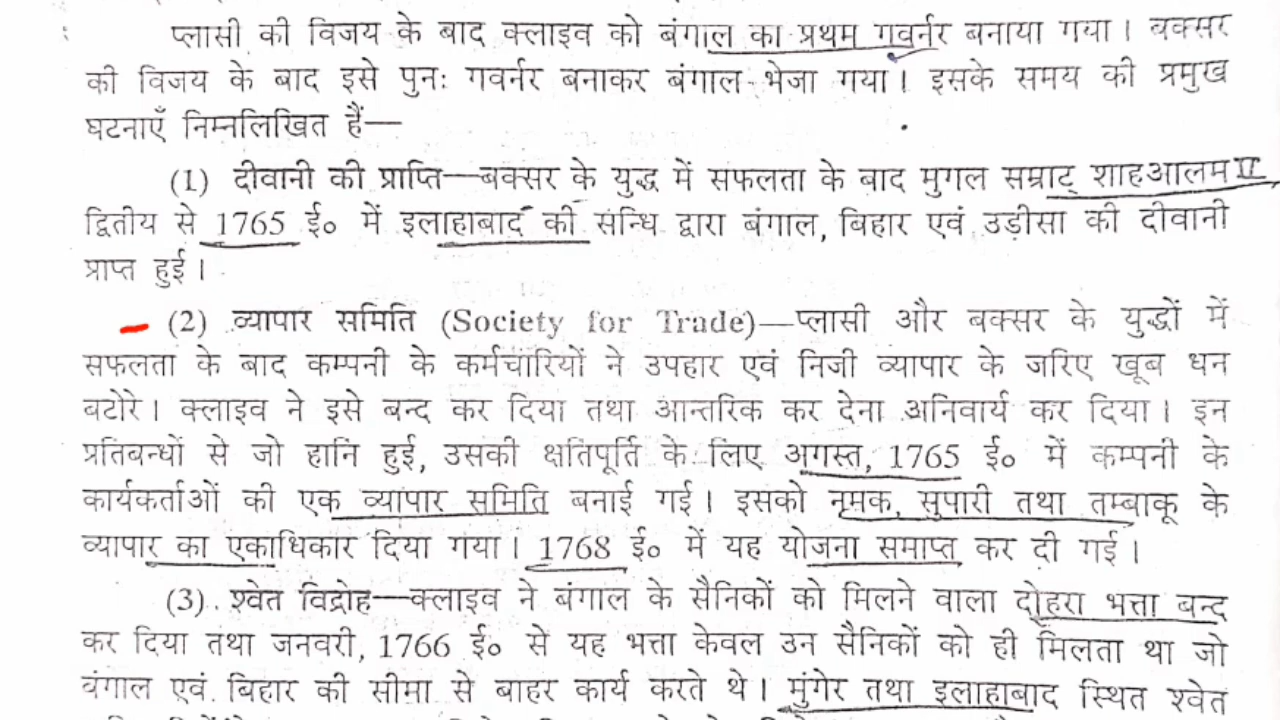 प्लासी की विजय के बाद क्लाइव को बंगाल का प्रथम गवर्नर बनाया गया। बक्सर
की विजय के बाद इसे पुनः गवर्नर बनाकर बंगाल भेजा गया। इसके समय की प्रमुख
घटनाएँ निम्नलिखित हैं—
(1) दीवानी की प्राप्ति—बक्सर के युद्ध में सफलता के बाद मुगल सम्राट् शाहआलम II
द्वितीय से 1765 ई० में इलाहाबाद की सन्धि द्वारा बंगाल, बिहार एवं उड़ीसा की दीवानी
प्राप्त हुई।
(2) व्यापार समिति (Society for Trade)—प्लासी और बक्सर के युद्धों में
सफलता के बाद कम्पनी के कर्मचारियों ने उपहार एवं निजी व्यापार के जरिए खूब धन
बटोरे। क्लाइव ने इसे बन्द कर दिया तथा आन्तरिक कर देना अनिवार्य कर दिया। इन
प्रतिबन्धों से जो हानि हुई, उसकी क्षतिपूर्ति के लिए अगस्त, 1765 ई० में कम्पनी के
कार्यकर्ताओं की एक व्यापार समिति बनाई गई। इसको नमक, सुपारी तथा तम्बाकू के
व्यापार का एकाधिकार दिया गया। 1768 ई० में यह योजना समाप्त कर दी गई।
(3) श्वेत विद्रोह—क्लाइव ने बंगाल के सैनिकों को मिलने वाला दोहरा भत्ता बन्द
कर दिया तथा जनवरी, 1766 ई० से यह भत्ता केवल उन सैनिकों को ही मिलता था जो
बंगाल एवं बिहार की सीमा से बाहर कार्य करते थे। मुंगेर तथा इलाहाबाद स्थित श्वेत